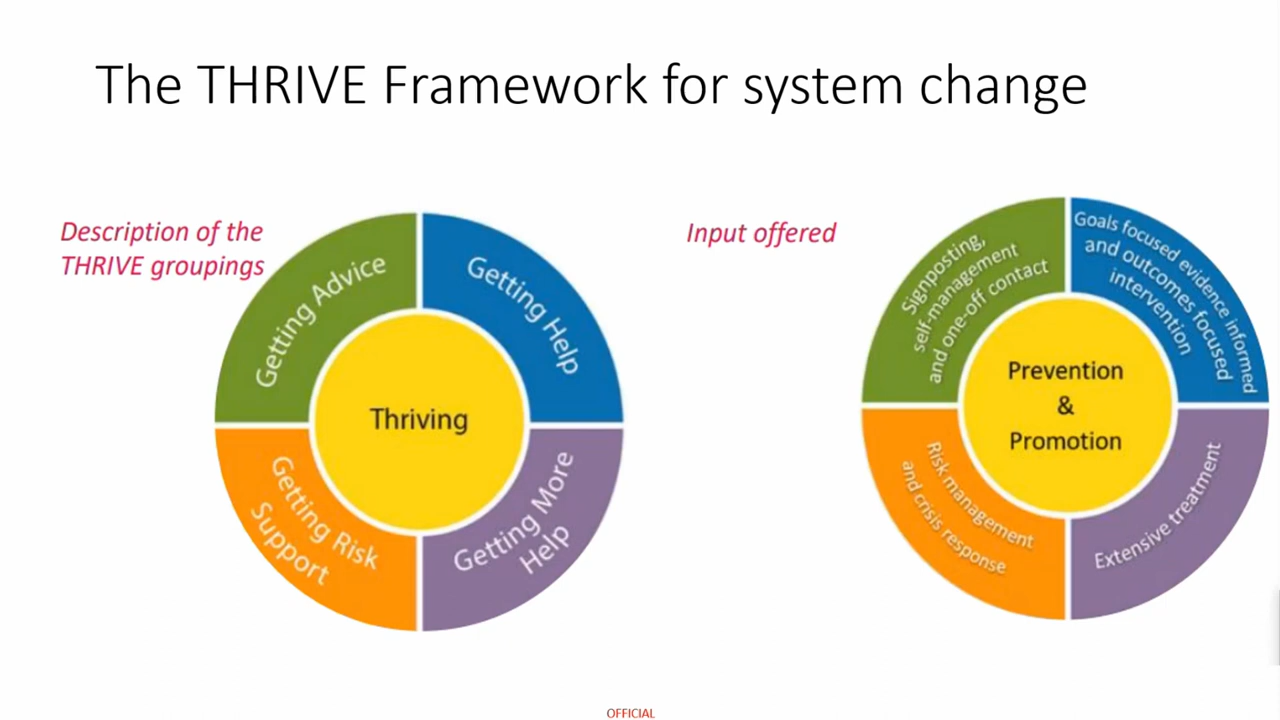 The THRIVE Framework for system change
Description of the
THRIVE groupings
Getting Advice
Getting Help
Thriving
Getting Risk
Support
Getting More
Help
Input offered
Signposting,
self-management
and one-off contact
Goals focused evidence informed
and outcomes focused
intervention
Prevention
&
Promotion
Risk management
and crisis response
Extensive treatment
OFFICIAL